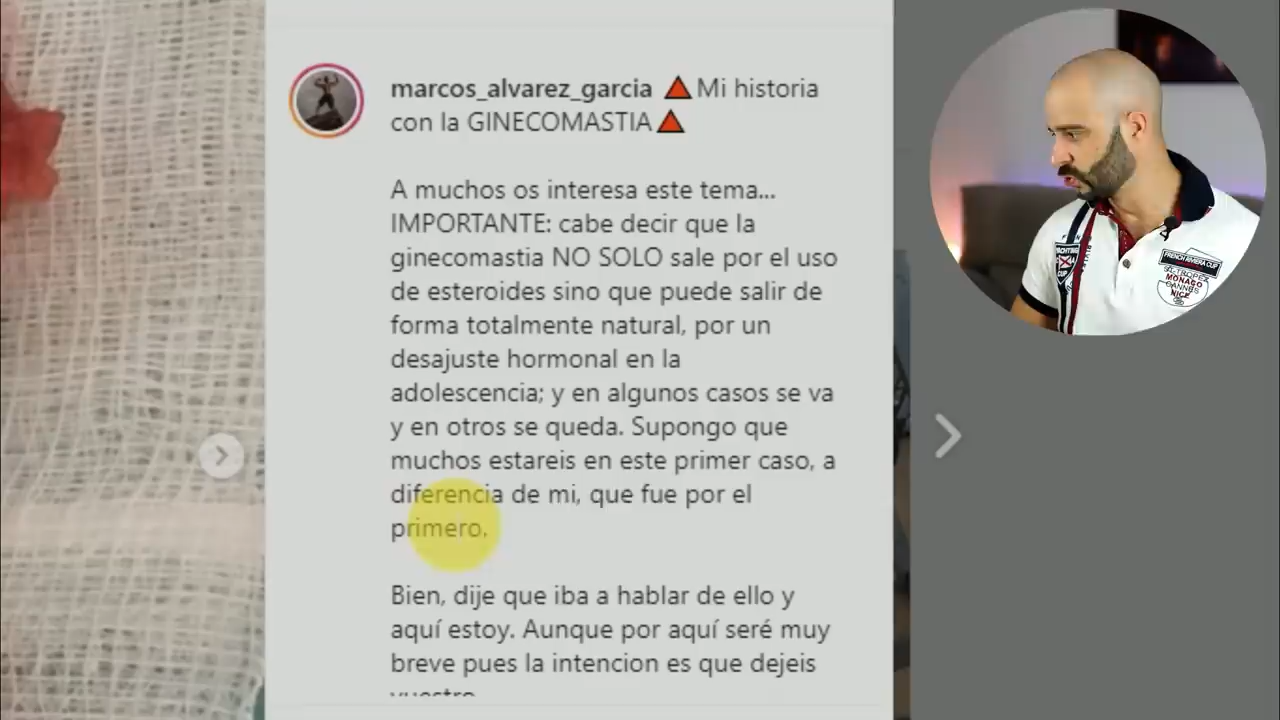 marcos_alvarez_garcia 🔺Mi historia
con la GINECOMASTIA🔺
A muchos os interesa este tema...
IMPORTANTE: cabe decir que la
ginecomastia NO SOLO sale por el uso
de esteroides sino que puede salir de
forma totalmente natural, por un
desajuste hormonal en la
adolescencia; y en algunos casos se va
y en otros se queda. Supongo que
muchos estareis en este primer caso, a
diferencia de mi, que fue por el
primero.
Bien, dije que iba a hablar de ello y
aquí estoy. Aunque por aquí seré muy
breve pues la intencion es que dejeis
FRENCH RIVIERA CUP
ST TROPEZ
MONACO
CANNES
NICE